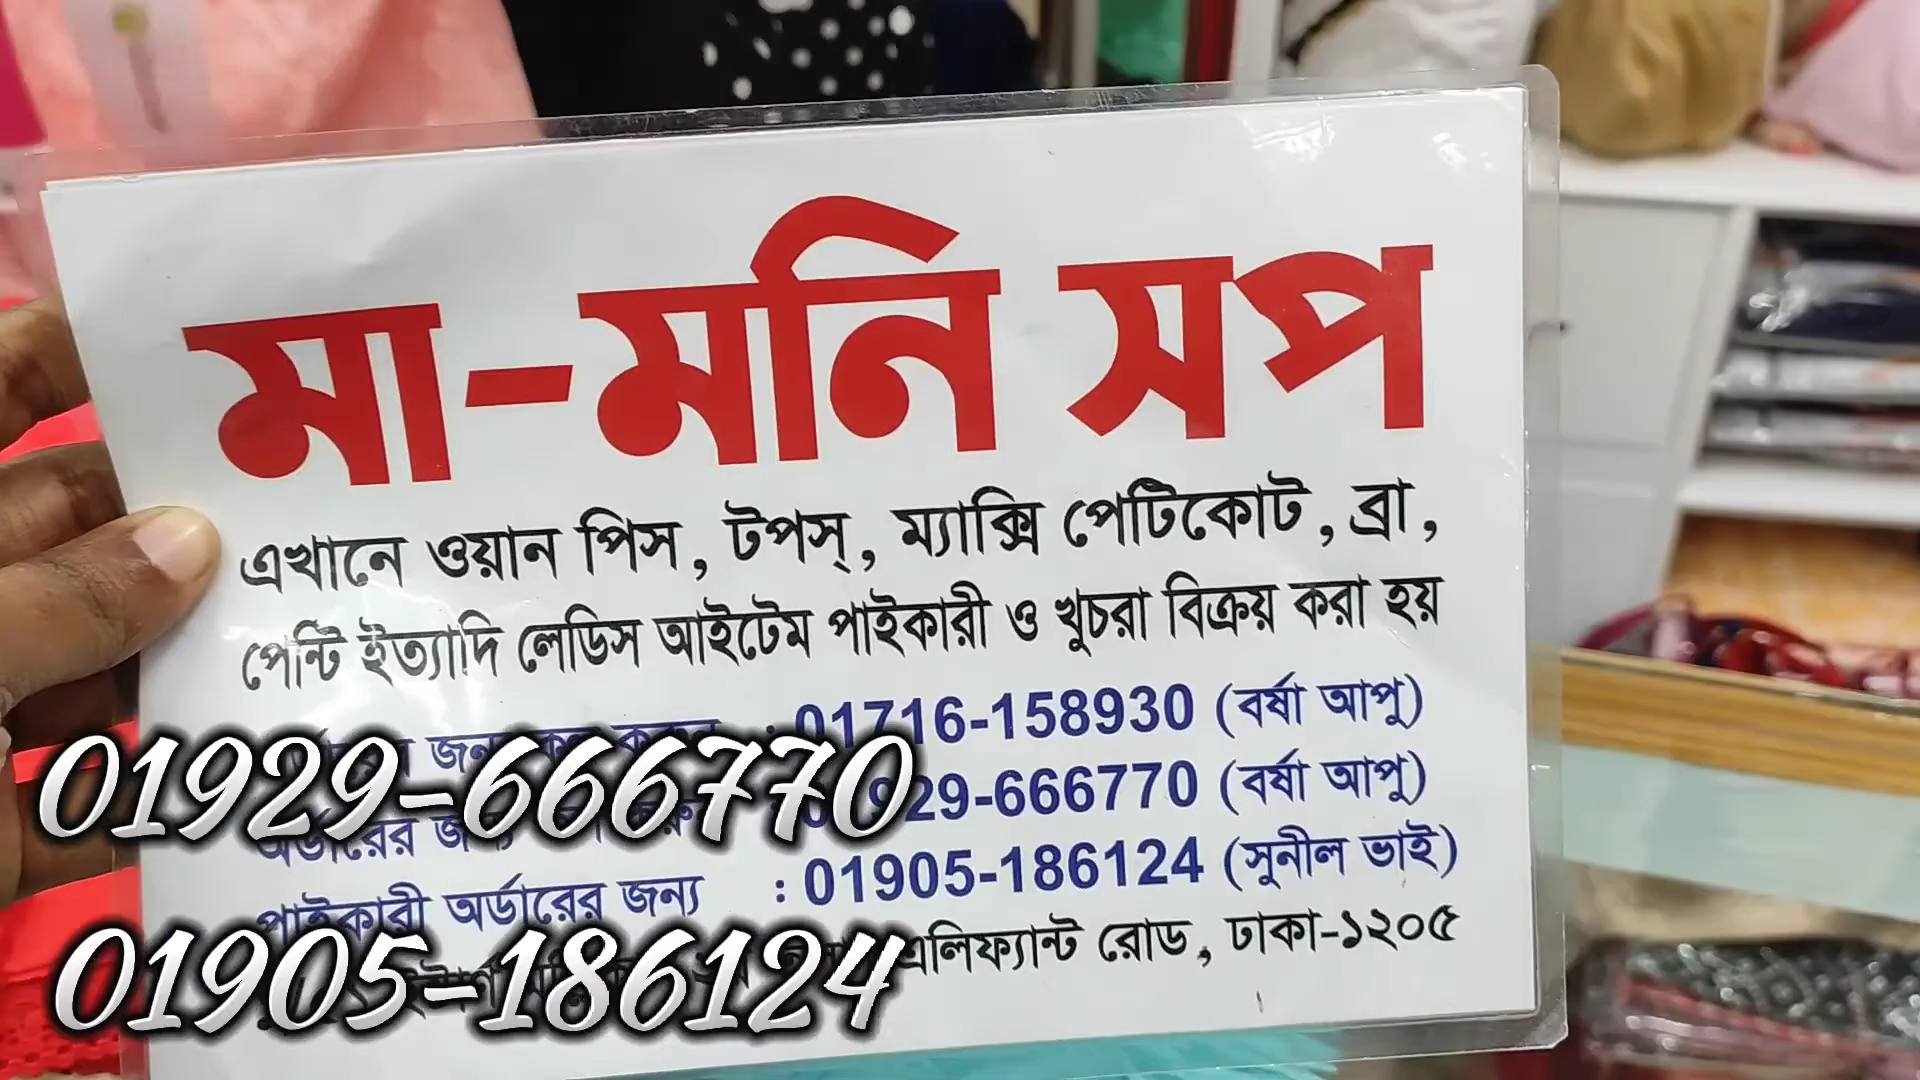 মা-মনি সপ
এখানে ওয়ান পিস, টপস্, ম্যাক্সি পেটিকোট, ব্রা,
পেন্টি ইত্যাদি লেডিস আইটেম পাইকারী ও খুচরা বিক্রয় করা হয়
: 01716-158930 (বর্ষা আপু)
01929-666770
অর্ডারের 29-666770 (বর্ষা আপু)
পাইকারী অর্ডারের জন্য : 01905-186124 (সুনীল ভাই)
এলিফ্যান্ট রোড, ঢাকা-১২০৫
01905-186124